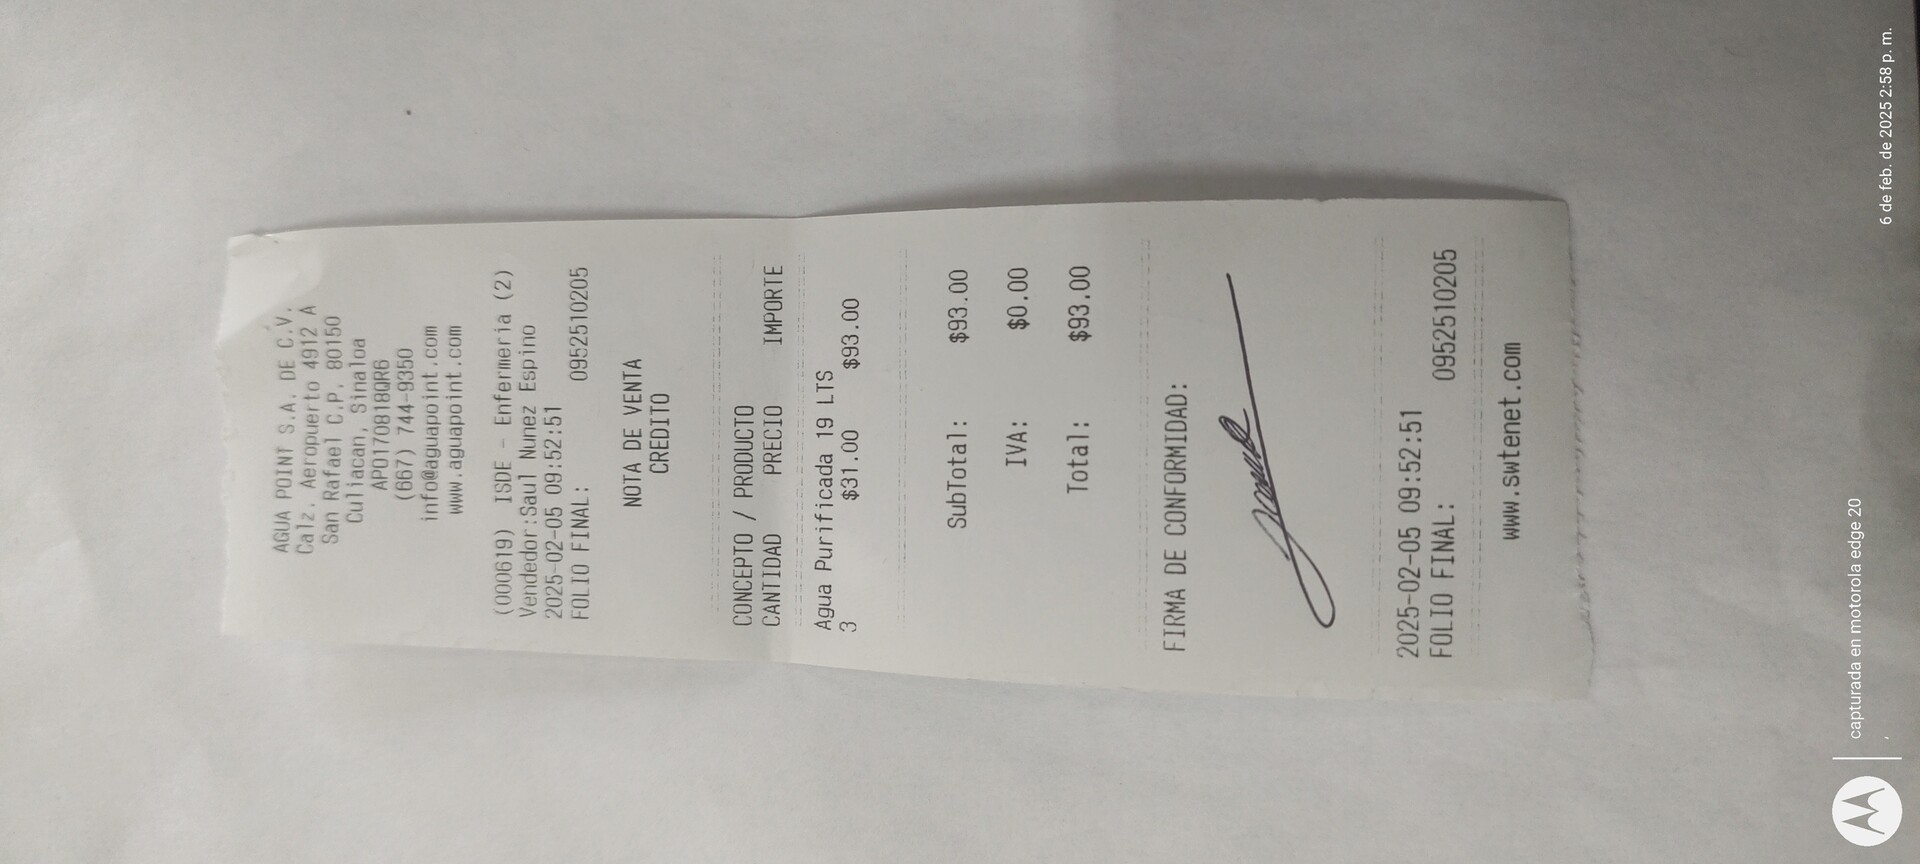 AGUA POINT S.A. DE C.V.
Calz. Aeropuerto 4912 A
San Rafael C.P. 80150
Culiacan, Sinaloa
APO170818QR6
(667) 744-9350
info@aguapoint.com
www.aguapoint.com
(000619) ISDE - Enfermeria (2)
Vendedor:Saul Nunez Espino
2025-02-05 09:52:51
FOLIO FINAL: 0952510205
NOTA DE VENTA
CREDITO
CONCEPTO / PRODUCTO
CANTIDAD PRECIO IMPORTE
Agua Purificada 19 LTS
3 $31.00 $93.00
SubTotal: $93.00
IVA: $0.00
Total: $93.00
FIRMA DE CONFORMIDAD:
2025-02-05 09:52:51
FOLIO FINAL: 0952510205
www.swtenet.com
capturada en motorola edge 20
6 de feb. de 2025 2:58 p. m.